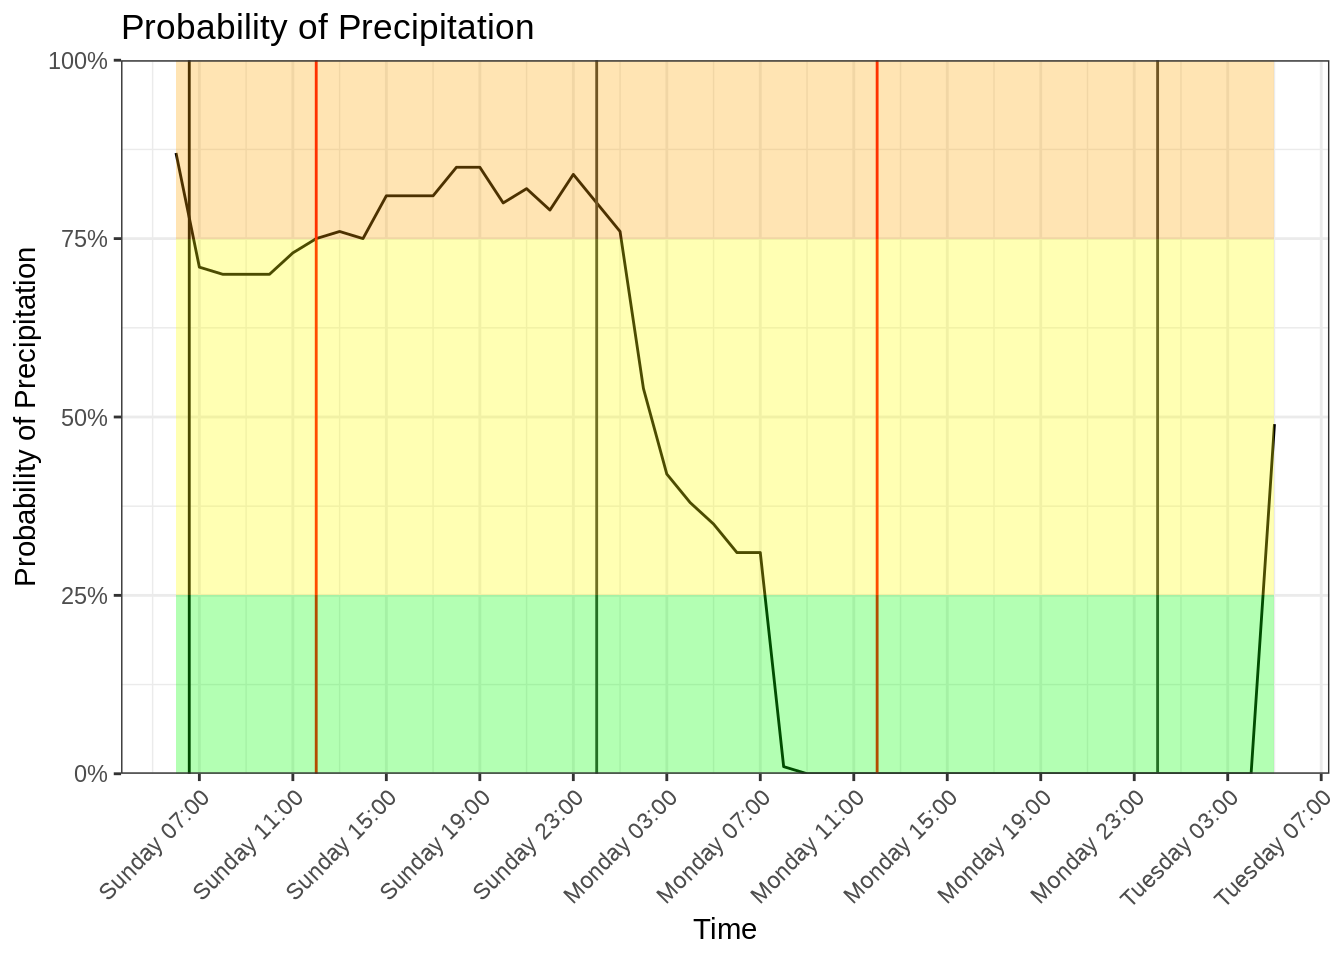 Probability of Precipitation
Probability of Precipitation
100%
75%
50%
25%
0%
Sunday 07:00
Sunday 11:00
Sunday 15:00
Sunday 19:00
Sunday 23:00
Monday 03:00
Monday 07:00
Monday 11:00
Monday 15:00
Monday 19:00
Monday 23:00
Tuesday 03:00
Tuesday 07:00
Time